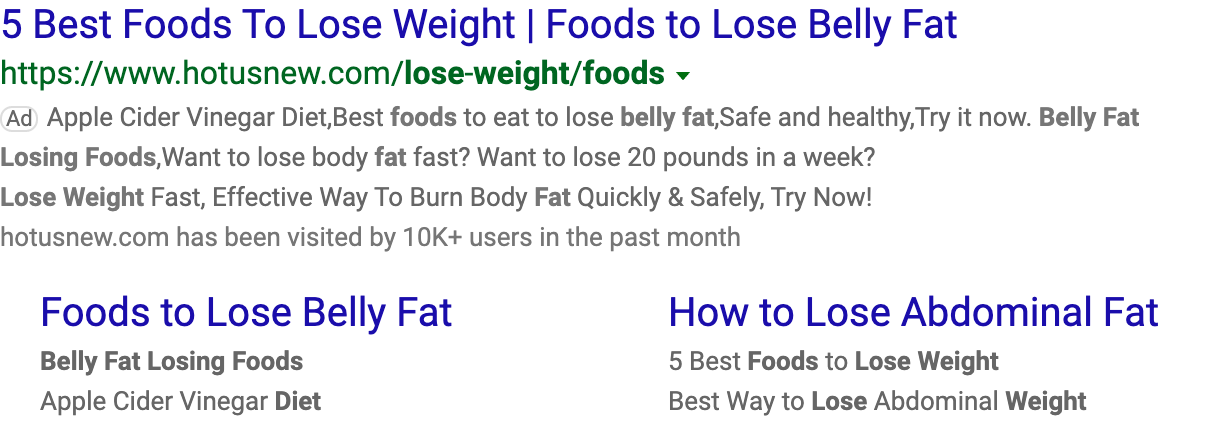 5 Best Foods To Lose Weight | Foods to Lose Belly Fat
https://www.hotusnew.com/lose-weight/foods
Ad Apple Cider Vinegar Diet,Best foods to eat to lose belly fat,Safe and healthy,Try it now. Belly Fat
Losing Foods,Want to lose body fat fast? Want to lose 20 pounds in a week?
Lose Weight Fast, Effective Way To Burn Body Fat Quickly & Safely, Try Now!
hotusnew.com has been visited by 10K+ users in the past month
Foods to Lose Belly Fat
Belly Fat Losing Foods
Apple Cider Vinegar Diet
How to Lose Abdominal Fat
5 Best Foods to Lose Weight
Best Way to Lose Abdominal Weight